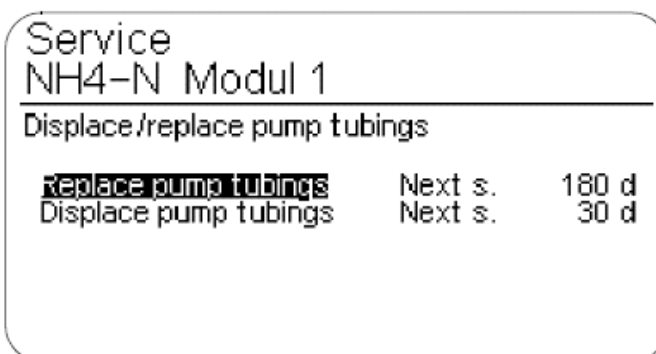 Service
NH4-N Modul 1
Displace/replace pump tubings
Replace pump tubings Next s. 180 d
Displace pump tubings Next s. 30 d